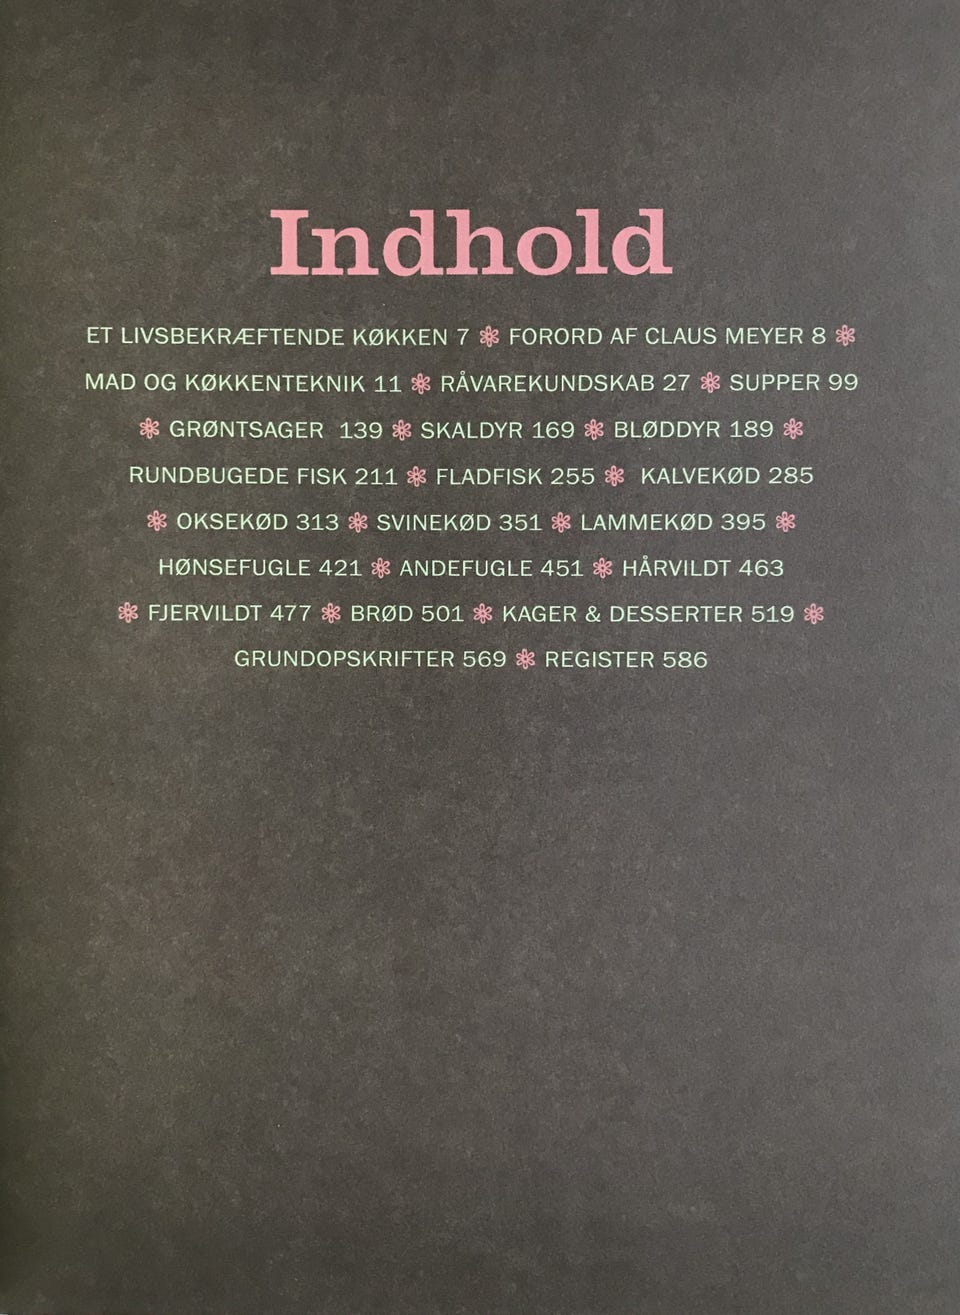 Indhold
ET LIVSBEKRÆFTENDE KØKKEN 7 ❀ FORORD AF CLAUS MEYER 8 ❀
MAD OG KØKKENTEKNIK 11 ❀ RÅVAREKUNDSKAB 27 ❀ SUPPER 99
❀ GRØNTSAGER 139 ❀ SKALDYR 169 ❀ BLØDDYR 189 ❀
RUNDBUGEDE FISK 211 ❀ FLADFISK 255 ❀ KALVEKØD 285
❀ OKSEKØD 313 ❀ SVINEKØD 351 ❀ LAMMEKØD 395 ❀
HØNSEFUGLE 421 ❀ ANDEFUGLE 451 ❀ HÅRVILDT 463
❀ FJERVILDT 477 ❀ BRØD 501 ❀ KAGER & DESSERTER 519 ❀
GRUNDOPSKRIFTER 569 ❀ REGISTER 586